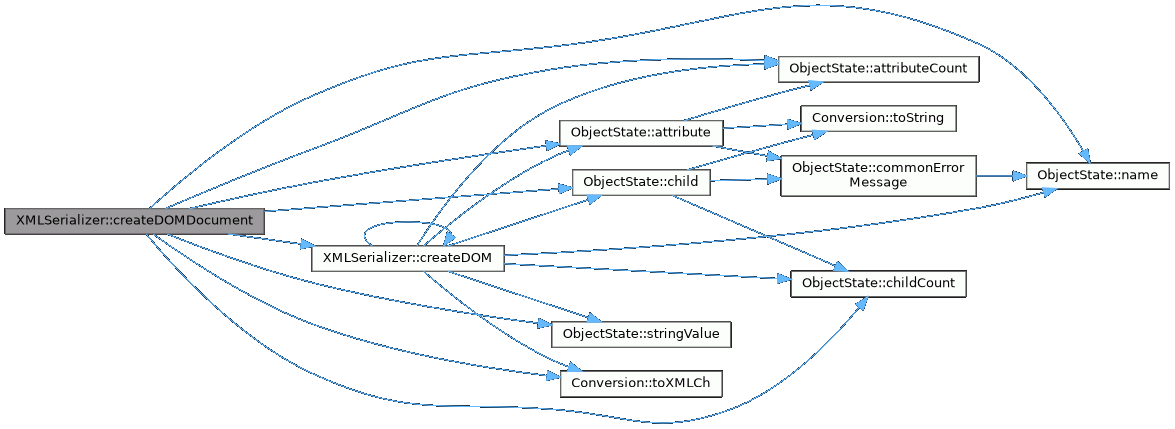 ObjectState::attributeCount
Conversion::toString
ObjectState::attribute
ObjectState::commonError
Message
ObjectState::name
ObjectState::child
XMLSerializer::createDOMDocument
XMLSerializer::createDOM
ObjectState::childCount
ObjectState::stringValue
Conversion::toXMLCh